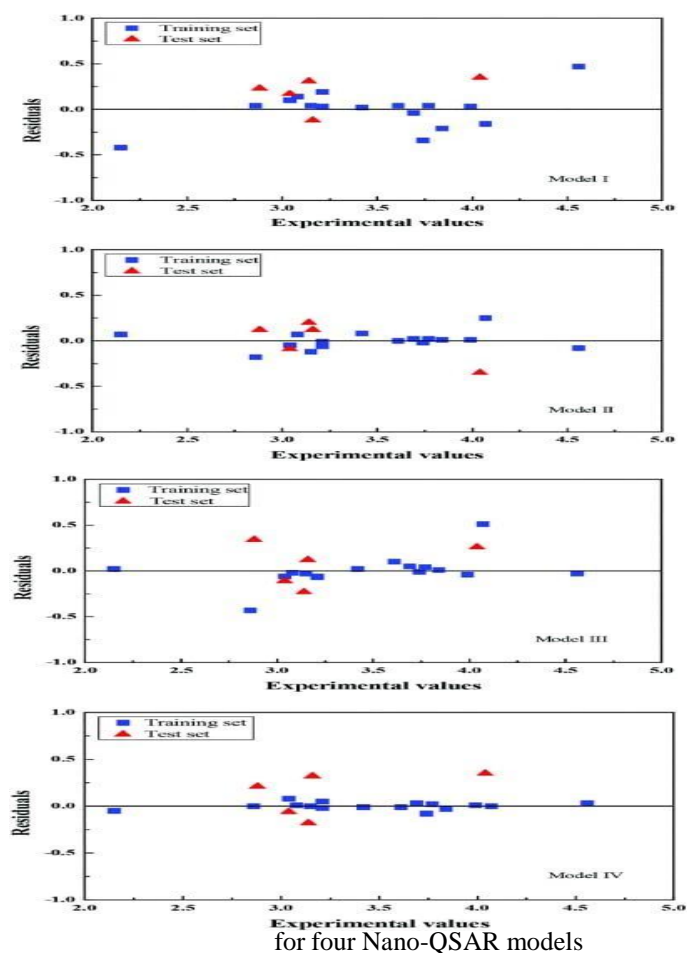 1.0
Training set
Test set
0.5
0.0
-0.5
-1.0
Residuals
Model I
2.0 2.5 3.0 3.5 4.0 4.5 5.0
Experimental values
1.0
Training set
Test set
0.5
0.0
-0.5
-1.0
Residuals
Model II
2.0 2.5 3.0 3.5 4.0 4.5 5.0
Experimental values
1.0
Training set
Test set
0.5
0.0
-0.5
-1.0
Residuals
Model III
2.0 2.5 3.0 3.5 4.0 4.5 5.0
Experimental values
1.0
Training set
Test set
0.5
0.0
-0.5
-1.0
Residuals
Model IV
2.0 2.5 3.0 3.5 4.0 4.5 5.0
Experimental values
for four Nano-QSAR models